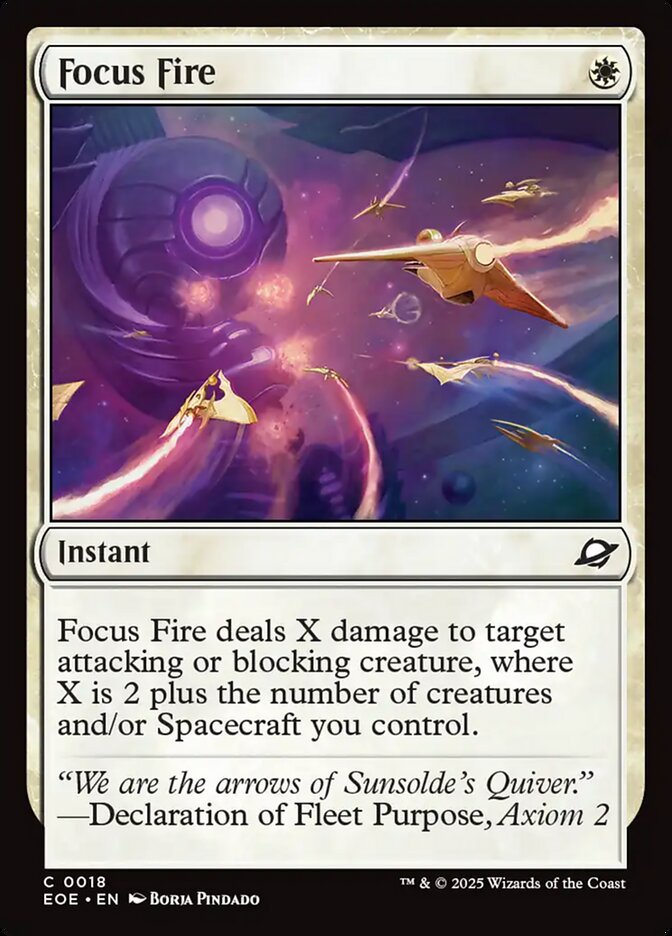 Focus Fire
Instant
Focus Fire deals X damage to target
attacking or blocking creature, where
X is 2 plus the number of creatures
and/or Spacecraft you control.
“We are the arrows of Sunsolde’s Quiver.”
—Declaration of Fleet Purpose, Axiom 2
C 0018
EOE • EN Borja Pindado
™ & © 2025 Wizards of the Coast